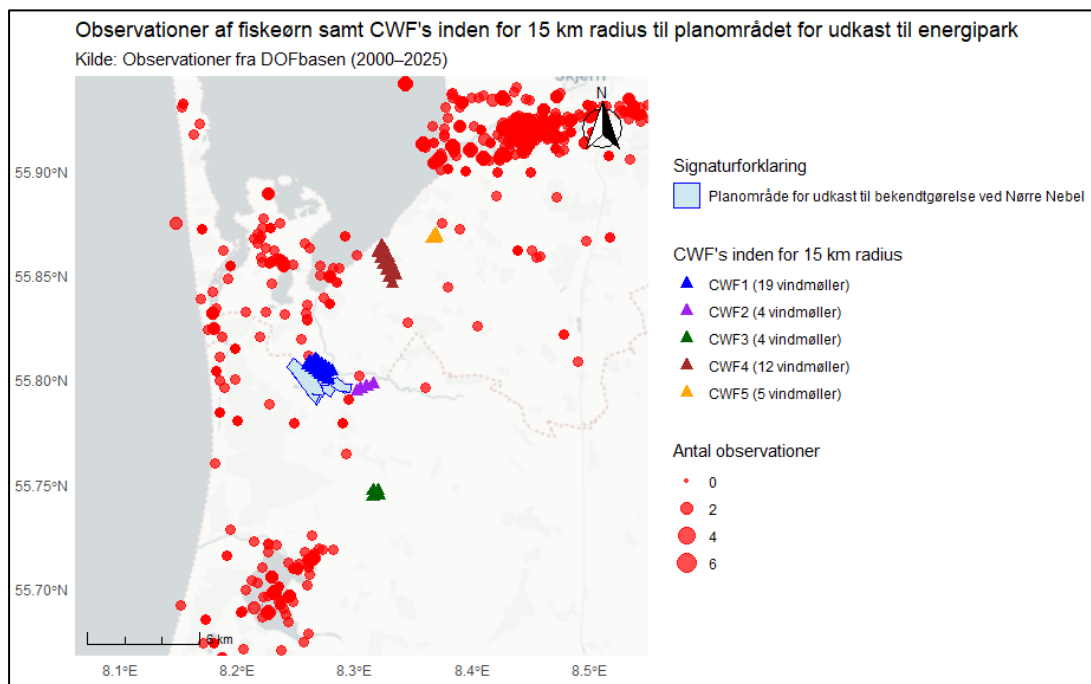 Observationer af fiskeørn samt CWF's inden for 15 km radius til planområdet for udkast til energipark
Kilde: Observationer fra DOFbasen (2000–2025)
Skjern
N
55.90°N
55.85°N
55.80°N
55.75°N
55.70°N
km
8.1°E
8.2°E
8.3°E
8.4°E
8.5°E
Signaturforklaring
Planområde for udkast til bekendtgørelse ved Nørre Nebel
CWF's inden for 15 km radius
CWF1 (19 vindmøller)
CWF2 (4 vindmøller)
CWF3 (4 vindmøller)
CWF4 (12 vindmøller)
CWF5 (5 vindmøller)
Antal observationer
0
2
4
6